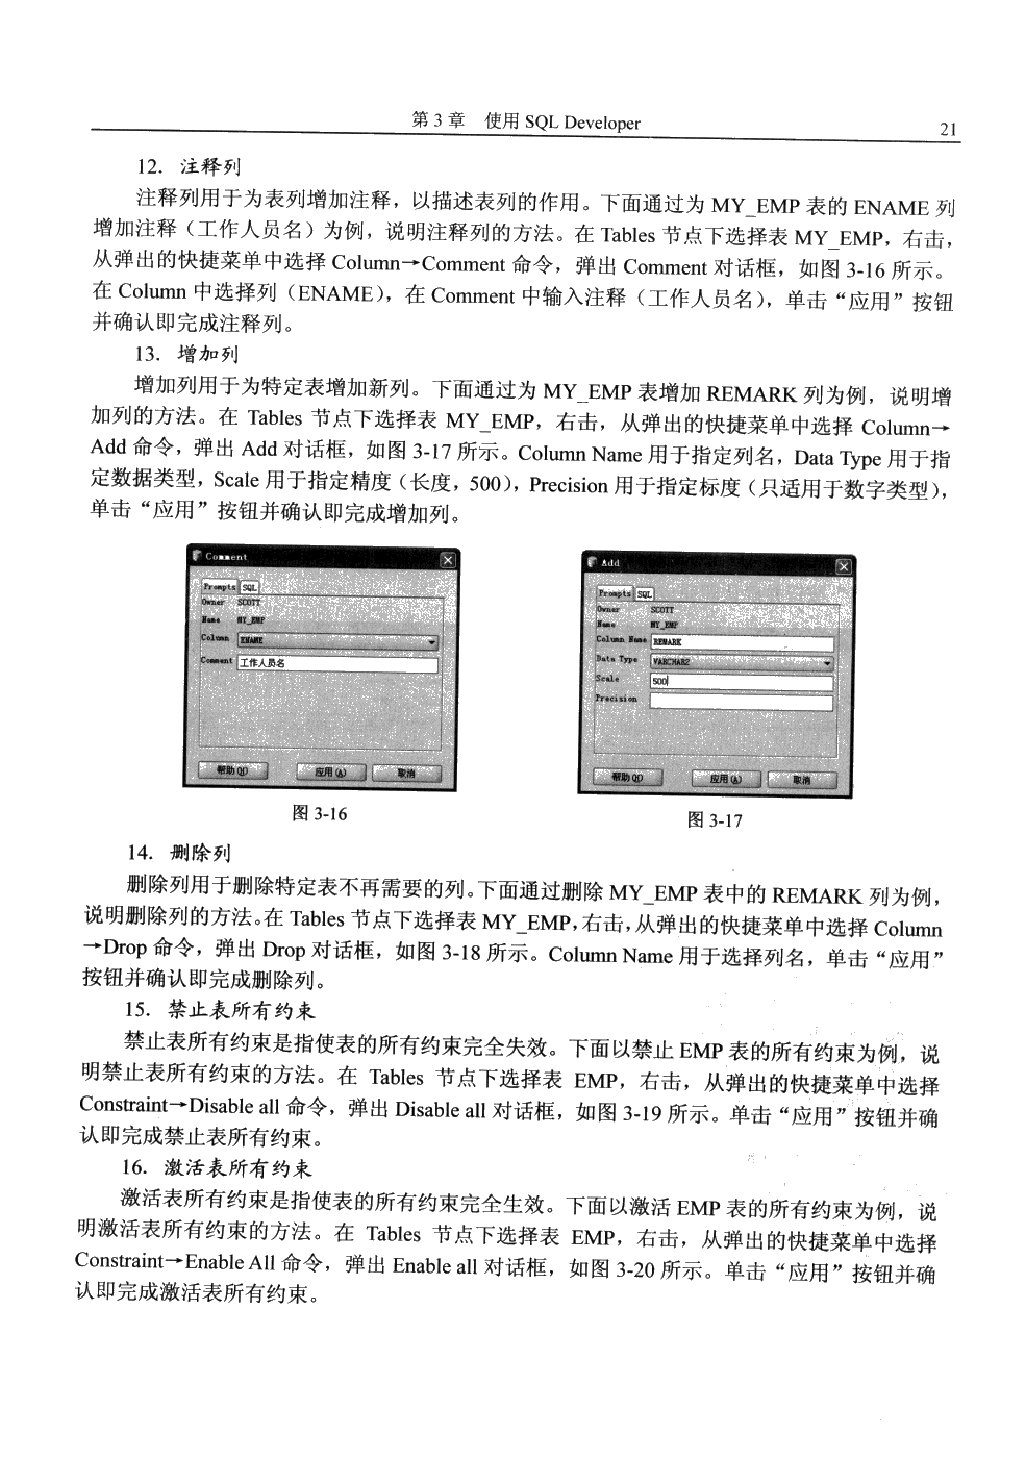 第 3 章　使用 SQL Developer
21
12．注释列
注释列用于为表列增加注释，以描述表列的作用。下面通过为 MY_EMP 表的 ENAME 列
增加注释（工作人员名）为例，说明注释列的方法。在 Tables 节点下选择表 MY_EMP，右击，
从弹出的快捷菜单中选择 Column→Comment 命令，弹出 Comment 对话框，如图 3-16 所示。
在 Column 中选择列（ENAME），在 Comment 中输入注释（工作人员名），单击“应用”按钮
并确认即完成注释列。
13．增加列
增加列用于为特定表增加新列。下面通过为 MY_EMP 表增加 REMARK 列为例，说明增
加列的方法。在 Tables 节点下选择表 MY_EMP，右击，从弹出的快捷菜单中选择 Column→
Add 命令，弹出 Add 对话框，如图 3-17 所示。Column Name 用于指定列名，Data Type 用于指
定数据类型，Scale 用于指定精度（长度，500），Precision 用于指定标度（只适用于数字类型），
单击“应用”按钮并确认即完成增加列。
Comment
Prompts SQL
Owner SCOTT
Name MY_EMP
Column ENAME
Comment 工作人员名
帮助(H) 应用(A) 取消
图 3-16
Add
Prompts SQL
Owner SCOTT
Name MY_EMP
Column Name REMARK
Data Type VARCHAR2
Scale 500
Precision
帮助(H) 应用(A) 取消
图 3-17
14．删除列
删除列用于删除特定表不再需要的列。下面通过删除 MY_EMP 表中的 REMARK 列为例，
说明删除列的方法。在 Tables 节点下选择表 MY_EMP，右击，从弹出的快捷菜单中选择 Column
→Drop 命令，弹出 Drop 对话框，如图 3-18 所示。Column Name 用于选择列名，单击“应用”
按钮并确认即完成删除列。
15．禁止表所有约束
禁止表所有约束是指使表的所有约束完全失效。下面以禁止 EMP 表的所有约束为例，说
明禁止表所有约束的方法。在 Tables 节点下选择表 EMP，右击，从弹出的快捷菜单中选择
Constraint→Disable all 命令，弹出 Disable all 对话框，如图 3-19 所示。单击“应用”按钮并确
认即完成禁止表所有约束。
16．激活表所有约束
激活表所有约束是指使表的所有约束完全生效。下面以激活 EMP 表的所有约束为例，说
明激活表所有约束的方法。在 Tables 节点下选择表 EMP，右击，从弹出的快捷菜单中选择
Constraint→Enable All 命令，弹出 Enable all 对话框，如图 3-20 所示。单击“应用”按钮并确
认即完成激活表所有约束。